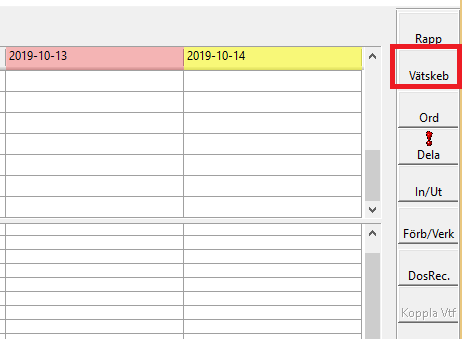 Rapp
2019-10-13 2019-10-14
Vätskeb
Ord
Dela
In/Ut
Förb/Verk
DosRec.
Koppla Vtf